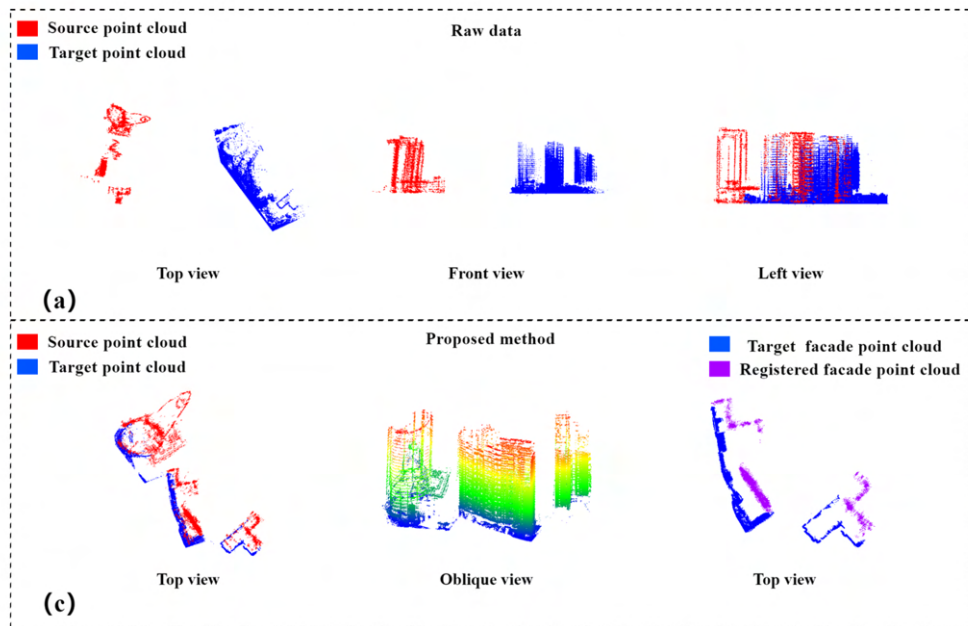 Source point cloud
Raw data
Target point cloud
Top view
Front view
Left view
(a)
Source point cloud
Proposed method
Target facade point cloud
Target point cloud
Registered facade point cloud
Top view
Oblique view
Top view
(c)